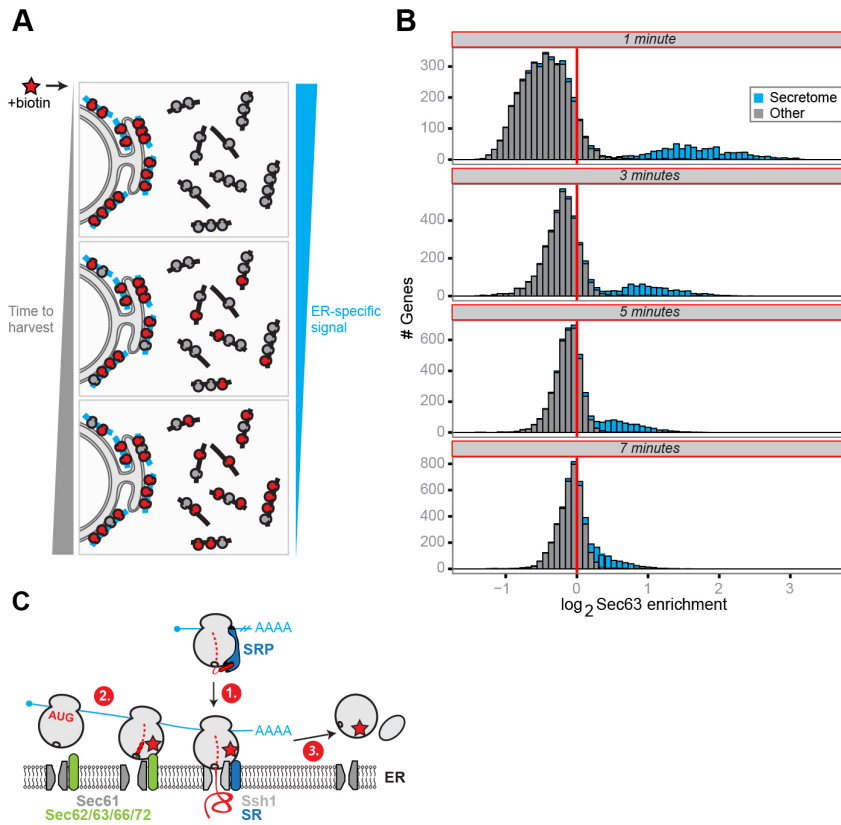 A
+biotin
Time to
harvest
ER-specific
signal
B
1 minute
300
200
100
0
Secretome
Other
3 minutes
400
200
0
5 minutes
600
400
200
0
7 minutes
800
600
400
200
0
# Genes
−1 0 1 2 3
log2 Sec63 enrichment
C
AAAA
SRP
1.
2.
AUG
AAAA
3.
ER
Sec61 Ssh1
Sec62/63/66/72 SR